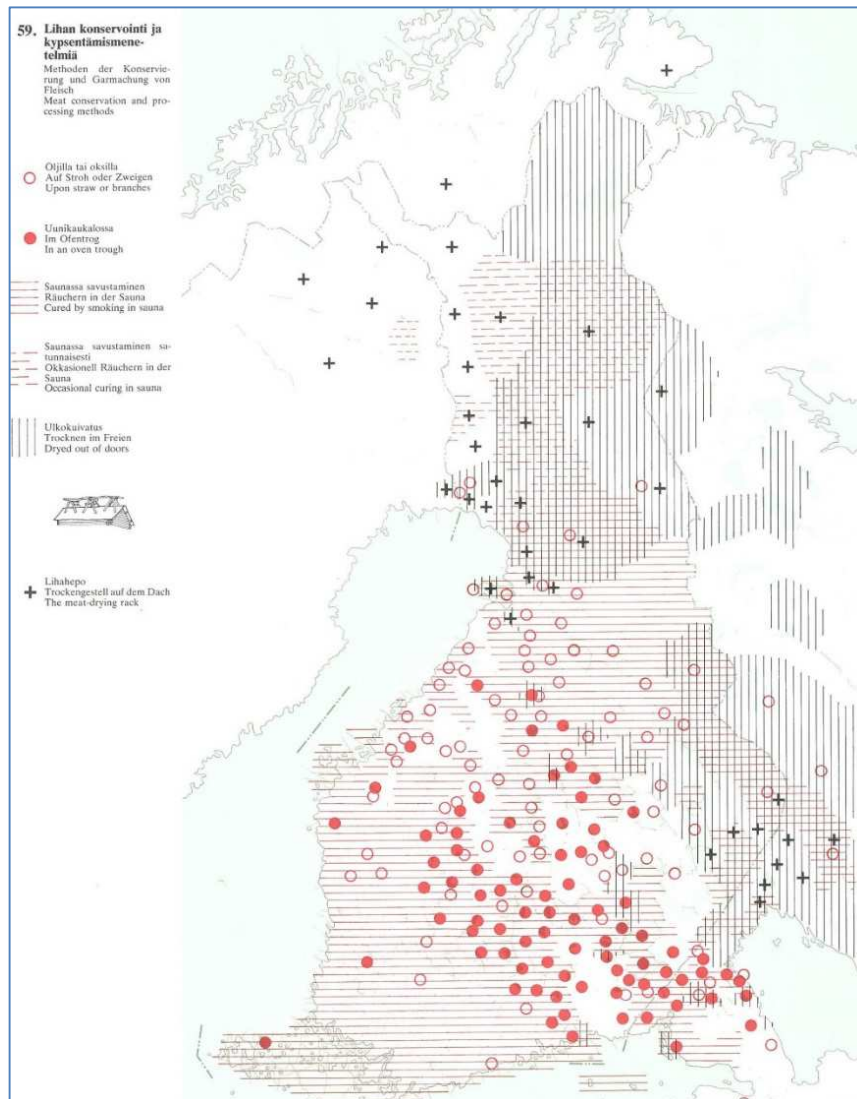 59. Lihan konservointi ja
kypsentämismene-
telmiä
Methoden der Konservie-
rung und Garmachung von
Fleisch
Meat conservation and pro-
cessing methods
Oljilla tai oksilla
Auf Stroh oder Zweigen
Upon straw or branches
Uunikaukalossa
Im Ofentrog
In an oven trough
Saunassa savustaminen
Räuchern in der Sauna
Cured by smoking in sauna
Saunassa savustaminen sa-
tunnaisesti
Okkasionell Räuchern in der
Sauna
Occasional curing in sauna
Ulkokuivatus
Trocknen im Freien
Dryed out of doors
Lihahepo
Trockengestell auf dem Dach
The meat-drying rack